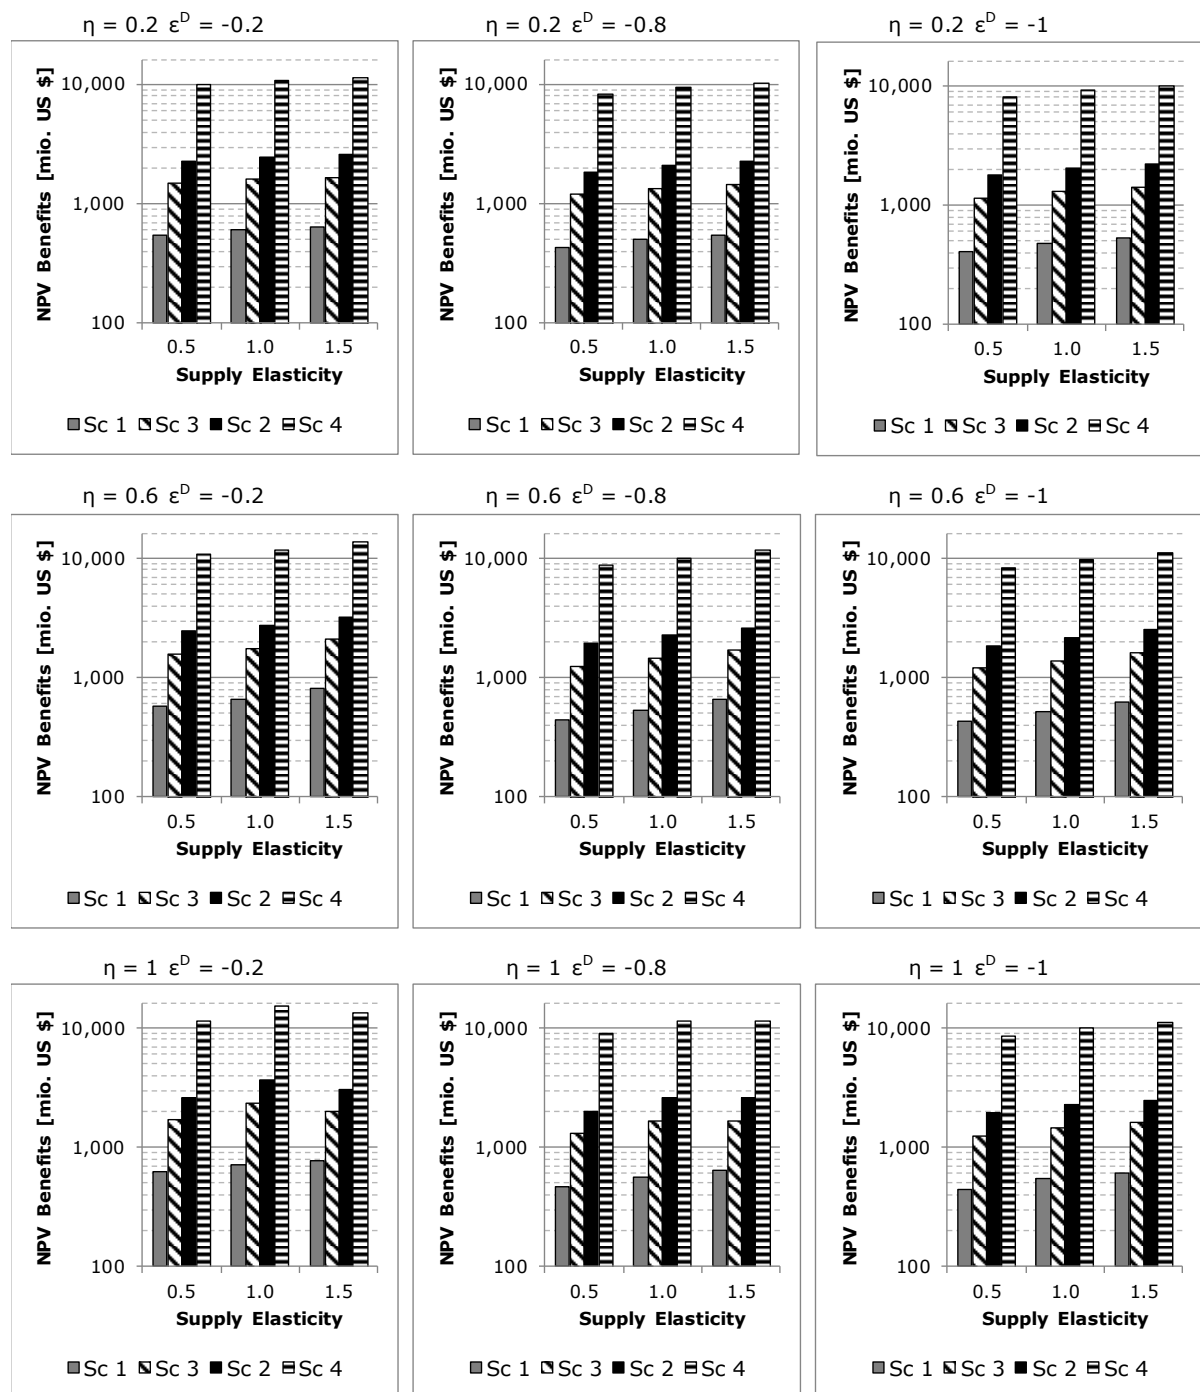 η = 0.2 ε^D = -0.2
NPV Benefits [mio. US $]
10,000
1,000
100
0.5 1.0 1.5
Supply Elasticity
Sc 1 Sc 3 Sc 2 Sc 4
η = 0.2 ε^D = -0.8
NPV Benefits [mio. US $]
10,000
1,000
100
0.5 1.0 1.5
Supply Elasticity
Sc 1 Sc 3 Sc 2 Sc 4
η = 0.2 ε^D = -1
NPV Benefits [mio. US $]
10,000
1,000
100
0.5 1.0 1.5
Supply Elasticity
Sc 1 Sc 3 Sc 2 Sc 4
η = 0.6 ε^D = -0.2
NPV Benefits [mio. US $]
10,000
1,000
100
0.5 1.0 1.5
Supply Elasticity
Sc 1 Sc 3 Sc 2 Sc 4
η = 0.6 ε^D = -0.8
NPV Benefits [mio. US $]
10,000
1,000
100
0.5 1.0 1.5
Supply Elasticity
Sc 1 Sc 3 Sc 2 Sc 4
η = 0.6 ε^D = -1
NPV Benefits [mio. US $]
10,000
1,000
100
0.5 1.0 1.5
Supply Elasticity
Sc 1 Sc 3 Sc 2 Sc 4
η = 1 ε^D = -0.2
NPV Benefits [mio. US $]
10,000
1,000
100
0.5 1.0 1.5
Supply Elasticity
Sc 1 Sc 3 Sc 2 Sc 4
η = 1 ε^D = -0.8
NPV Benefits [mio. US $]
10,000
1,000
100
0.5 1.0 1.5
Supply Elasticity
Sc 1 Sc 3 Sc 2 Sc 4
η = 1 ε^D = -1
NPV Benefits [mio. US $]
10,000
1,000
100
0.5 1.0 1.5
Supply Elasticity
Sc 1 Sc 3 Sc 2 Sc 4